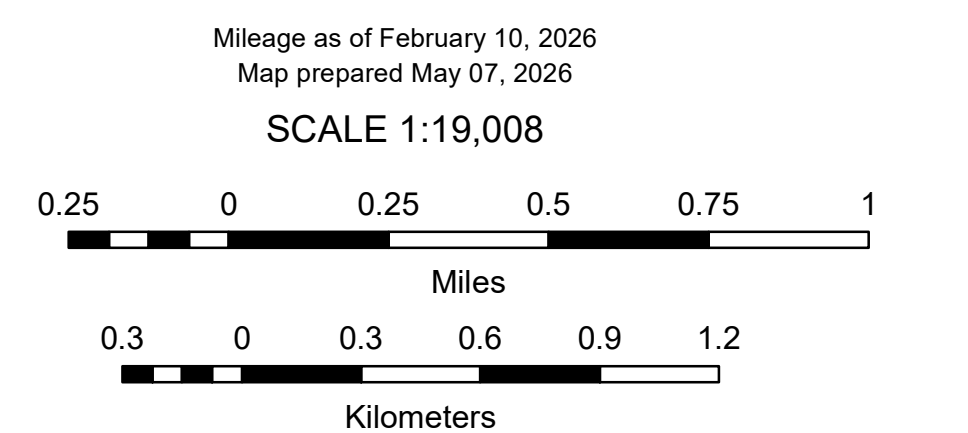 Mileage as of February 10, 2026
Map prepared May 07, 2026
SCALE 1:19,008
0.25 0 0.25 0.5 0.75 1
Miles
0.3 0 0.3 0.6 0.9 1.2
Kilometers